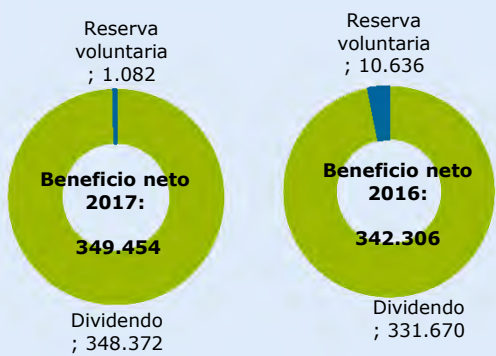 Reserva
voluntaria
; 1.082
Beneficio neto
2017:
349.454
Dividendo
; 348.372
Reserva
voluntaria
; 10.636
Beneficio neto
2016:
342.306
Dividendo
; 331.670